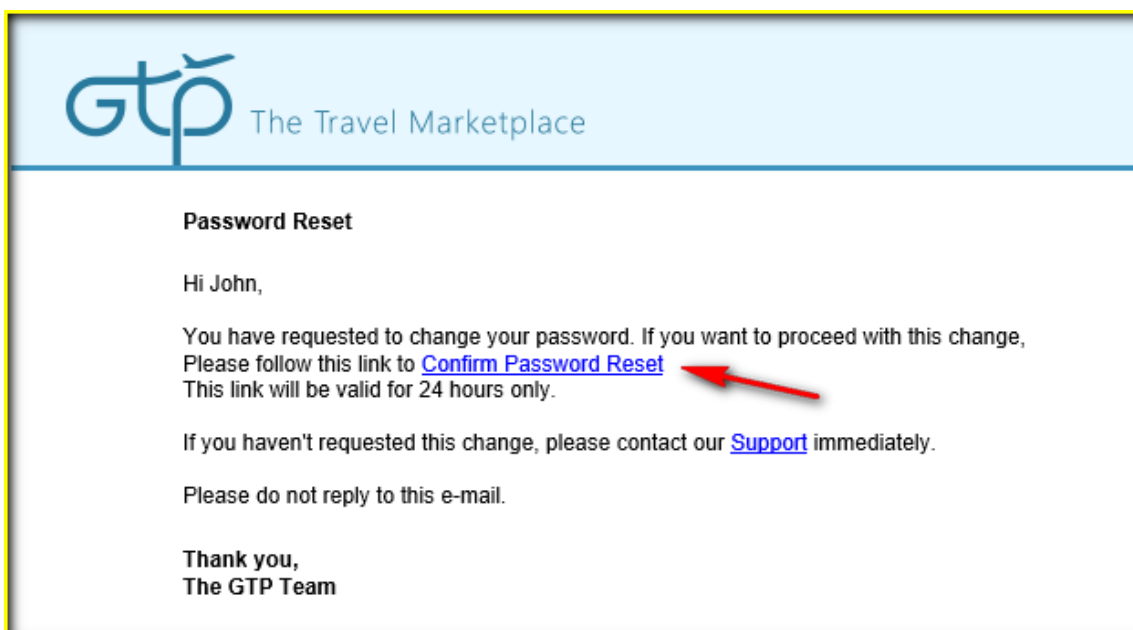 Gtp The Travel Marketplace
Password Reset
Hi John,
You have requested to change your password. If you want to proceed with this change,
Please follow this link to Confirm Password Reset
This link will be valid for 24 hours only.
If you haven't requested this change, please contact our Support immediately.
Please do not reply to this e-mail.
Thank you,
The GTP Team